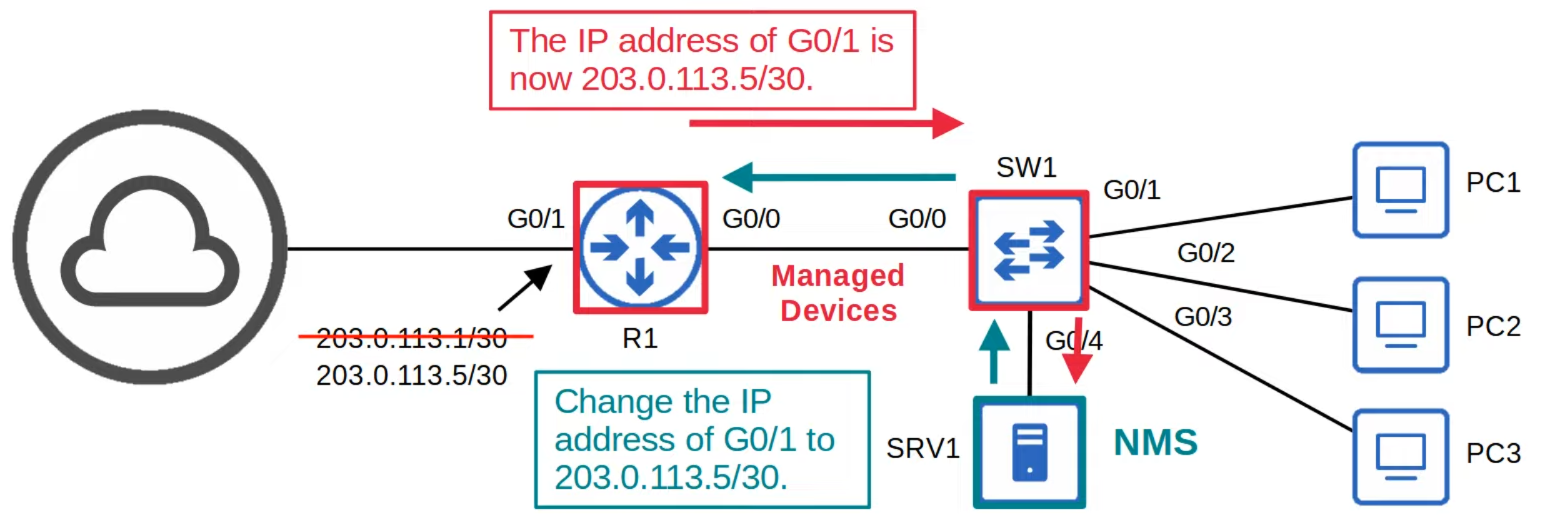 The IP address of G0/1 is
now 203.0.113.5/30.
SW1
G0/1
PC1
G0/1
G0/0
G0/0
G0/2
Managed
Devices
G0/3
PC2
203.0.113.1/30
R1
G0/4
203.0.113.5/30
Change the IP
address of G0/1 to
203.0.113.5/30.
SRV1
NMS
PC3